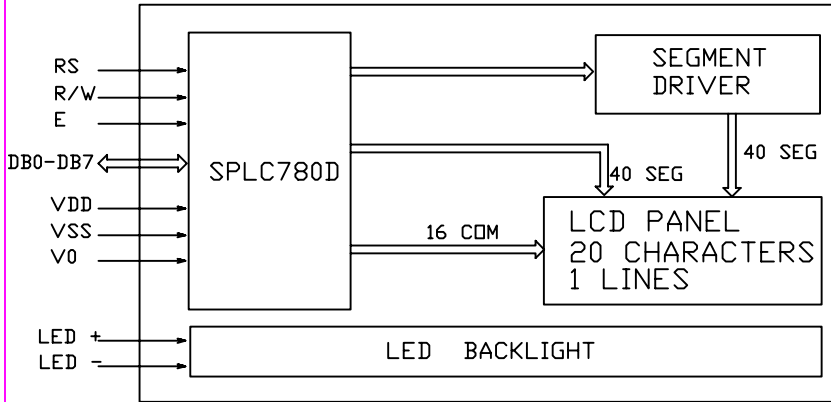 RS
R/W
E
DB0-DB7
VDD
VSS
V0
LED +
LED -
SPLC780D
SEGMENT
DRIVER
40 SEG
40 SEG
16 COM
LCD PANEL
20 CHARACTERS
1 LINES
LED BACKLIGHT